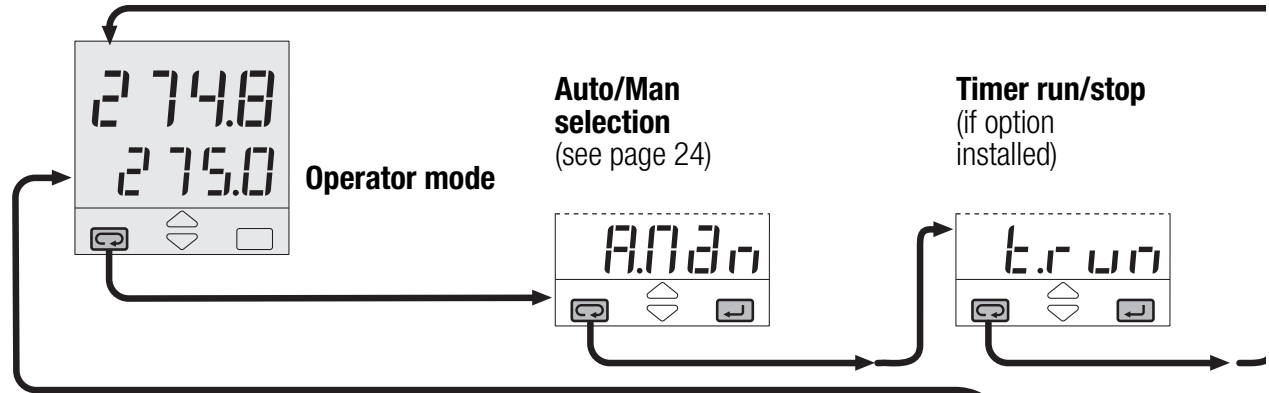 274.8
275.0
Operator mode
Auto/Man
selection
(see page 24)
A.Man
Timer run/stop
(if option
installed)
t.run